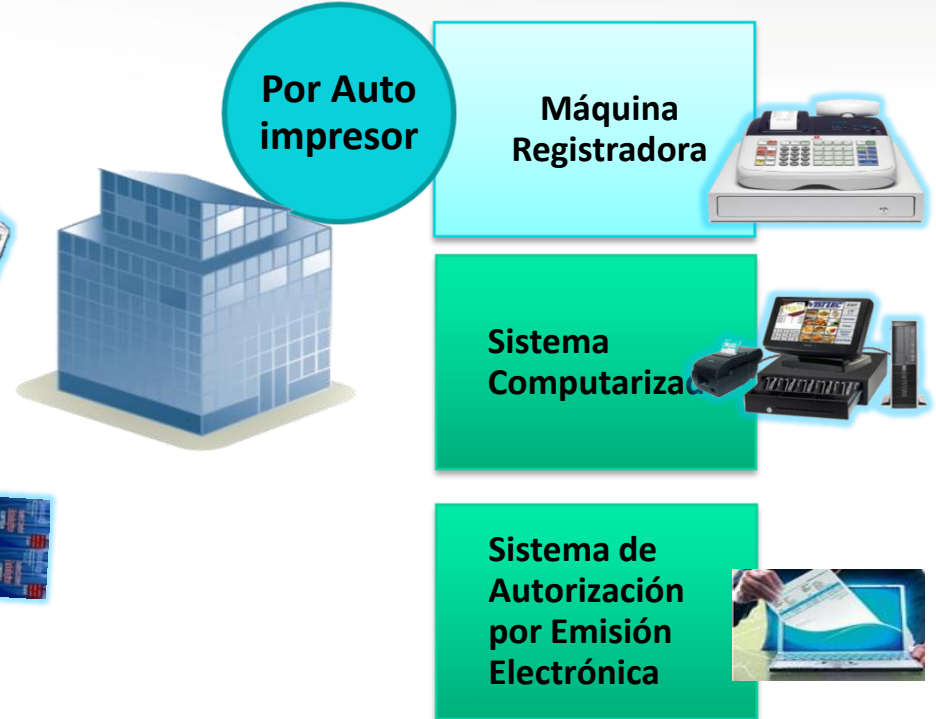 Por Auto
impresor
Máquina
Registradora
Sistema
Computarizad
Sistema de
Autorización
por Emisión
Electrónica